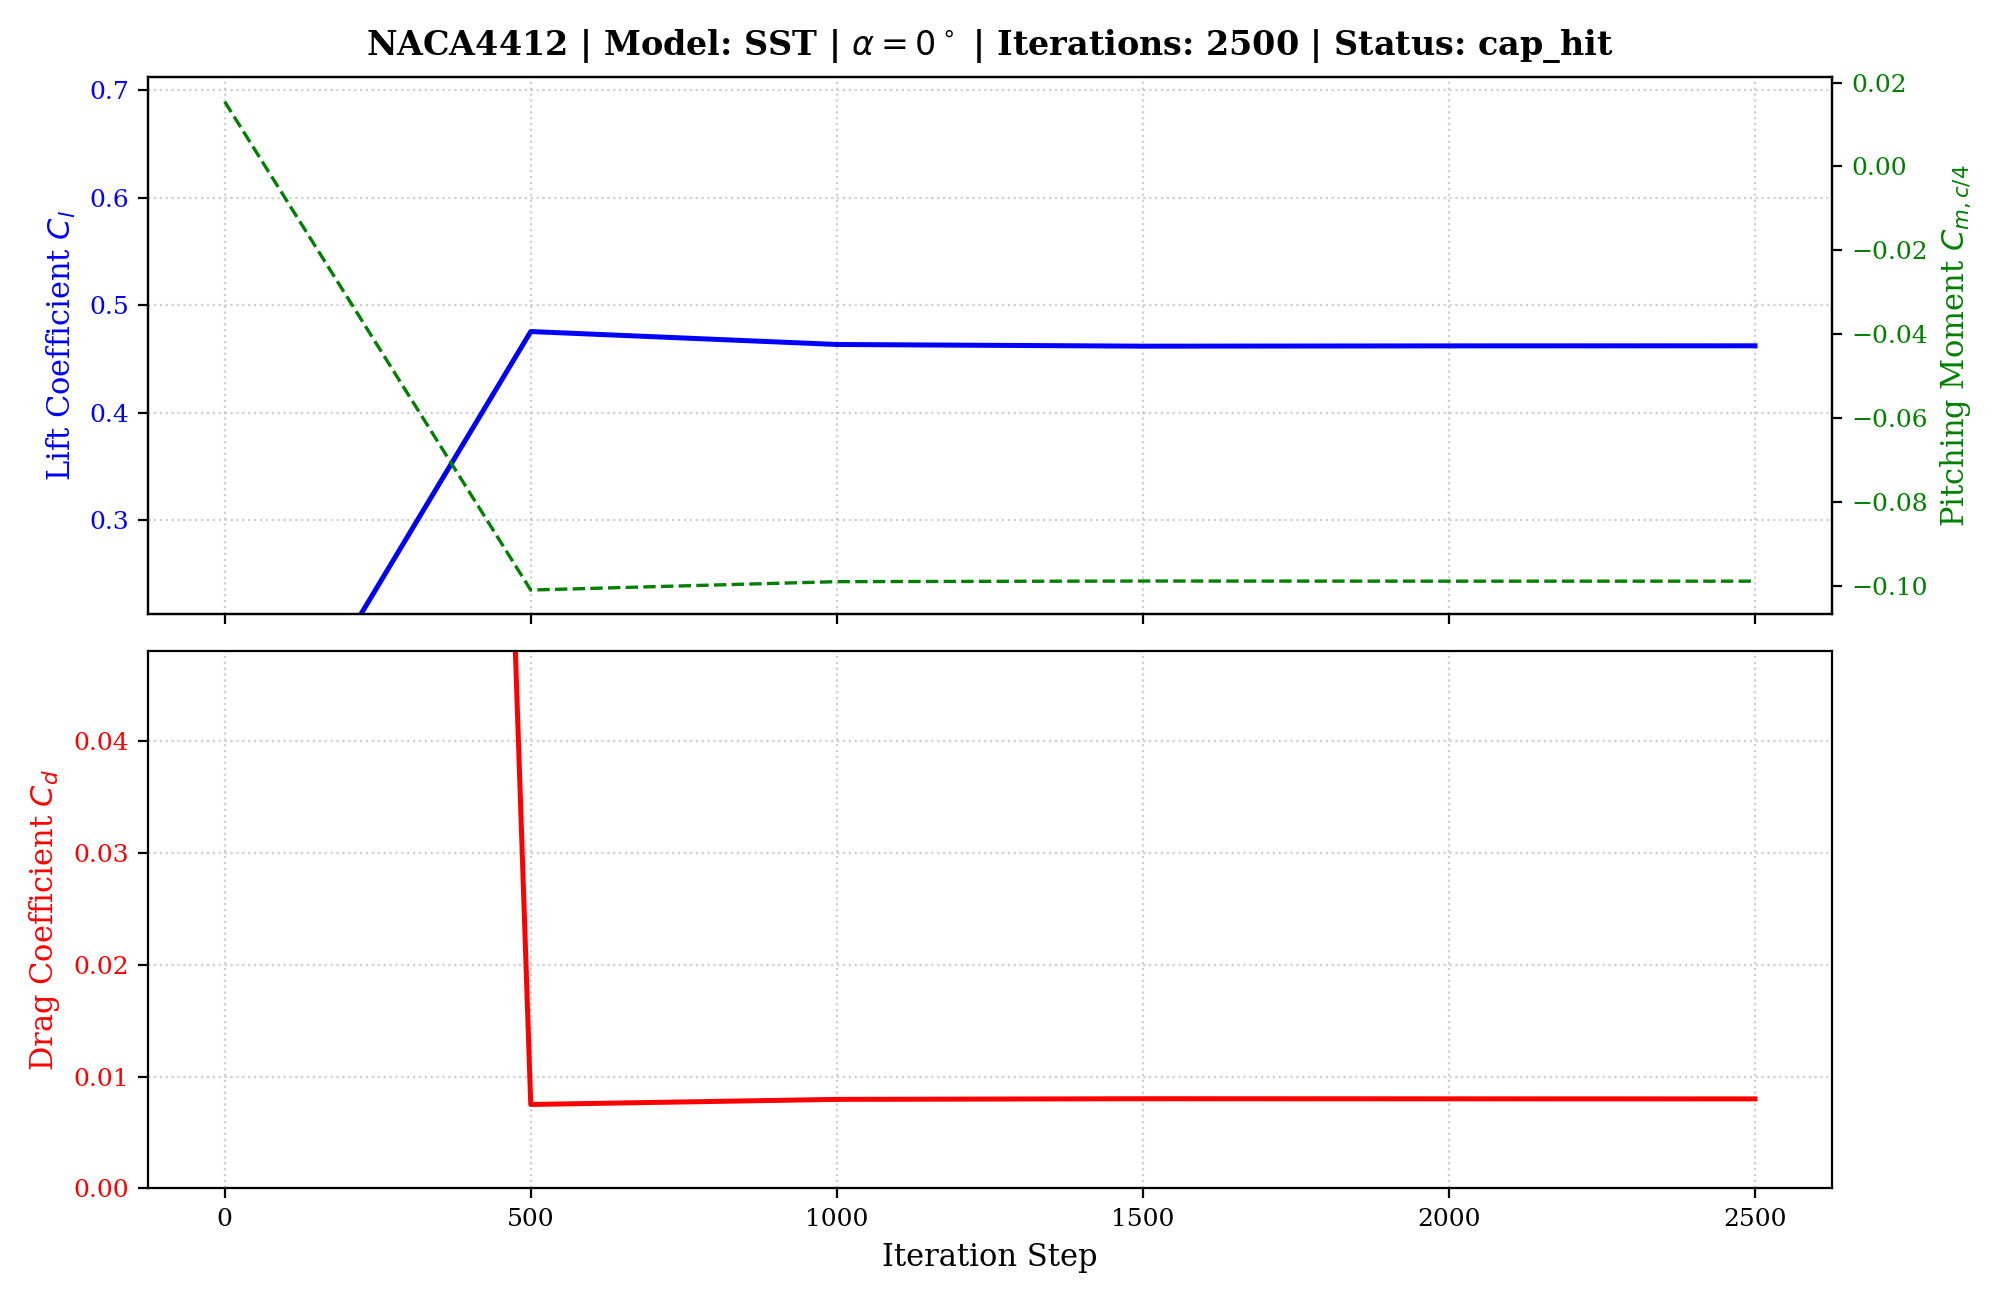 NACA4412 | Model: SST | α = 0° | Iterations: 2500 | Status: cap_hit
Lift Coefficient C_l
0.7
0.6
0.5
0.4
0.3
0.02
0.00
−0.02
−0.04
−0.06
−0.08
−0.10
Pitching Moment C_{m, c/4}
Drag Coefficient C_d
0.04
0.03
0.02
0.01
0.00
0 500 1000 1500 2000 2500
Iteration Step